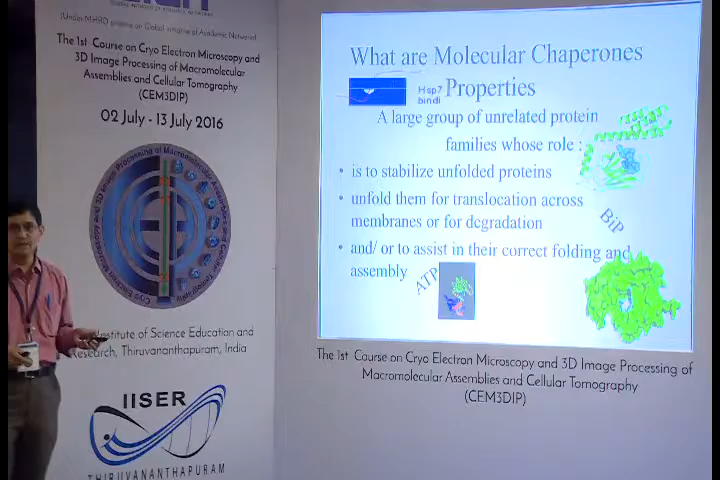 (Under MHRD scheme on Global Initiative of Academic Networks)
The 1st Course on Cryo Electron Microscopy and
3D Image Processing of Macromolecular
Assemblies and Cellular Tomography
(CEM3DIP)
02 July - 13 July 2016
Institute of Science Education and
Research, Thiruvananthapuram, India
IISER
THIRUVANANTHAPURAM
What are Molecular Chaperones
Properties
Hsp7
bindi
A large group of unrelated protein
families whose role :
• is to stabilize unfolded proteins
• unfold them for translocation across
membranes or for degradation
• and/ or to assist in their correct folding and
assembly
BiP
ATP
The 1st Course on Cryo Electron Microscopy and 3D Image Processing of
Macromolecular Assemblies and Cellular Tomography
(CEM3DIP)